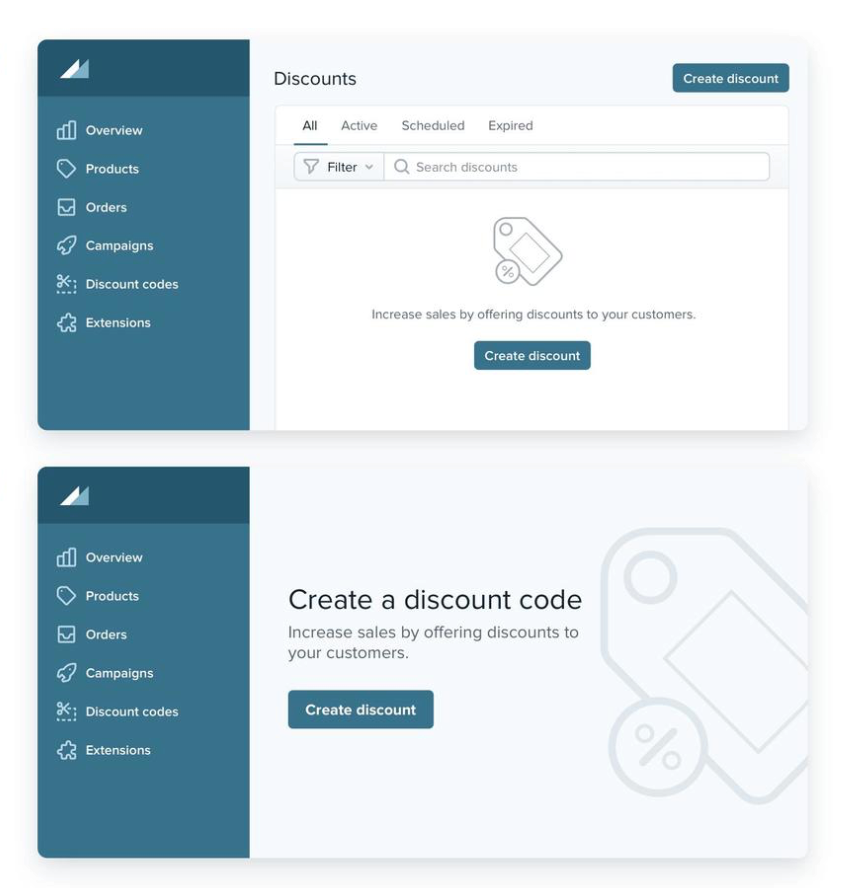 Discounts
Create discount
Overview
Products
Orders
Campaigns
Discount codes
Extensions
All Active Scheduled Expired
Filter Search discounts
%
Increase sales by offering discounts to your customers.
Create discount
Overview
Products
Orders
Campaigns
Discount codes
Extensions
Create a discount code
Increase sales by offering discounts to
your customers.
Create discount
%